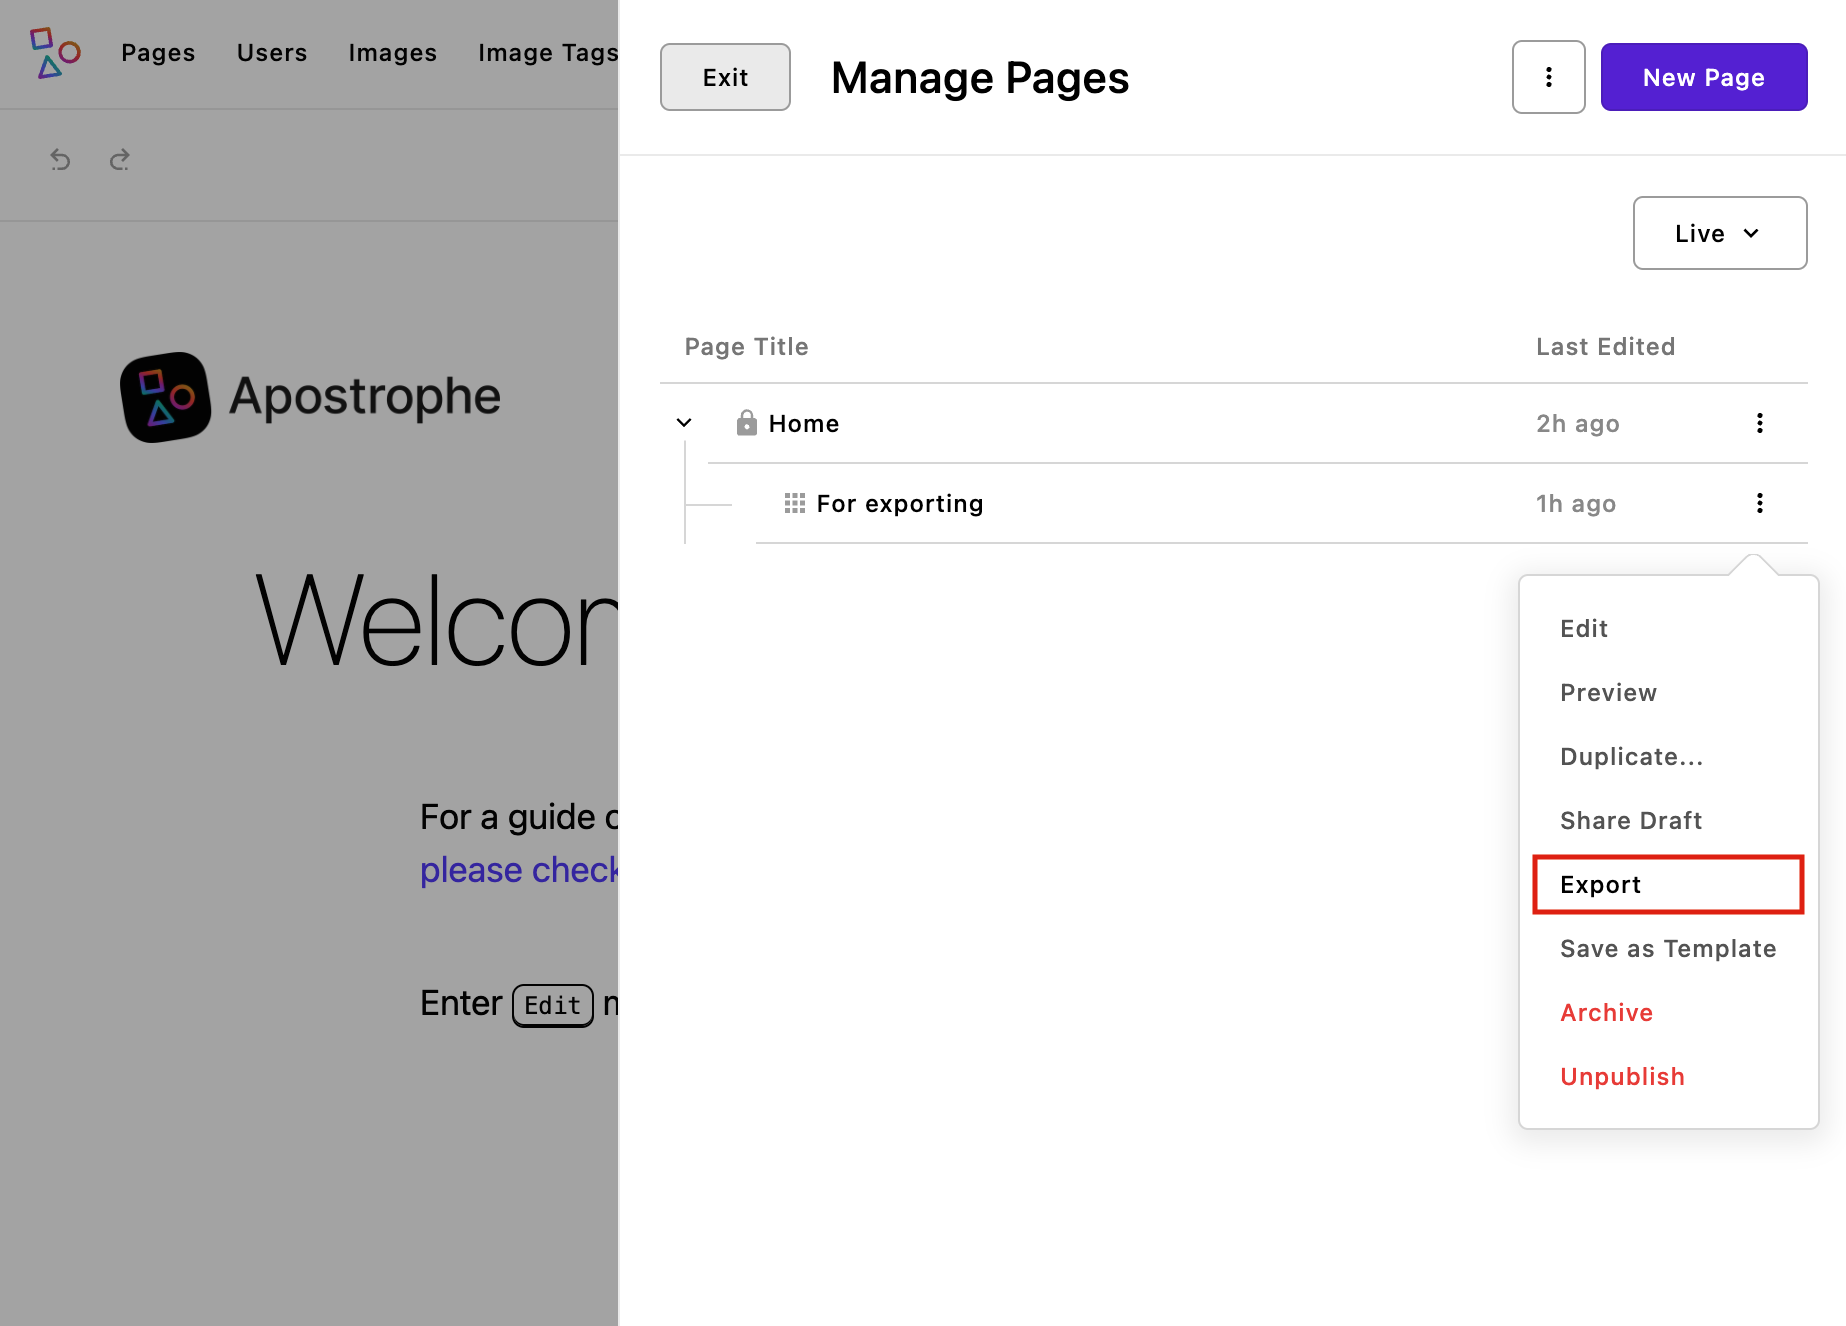 Pages Users Images Image Tags
Apostrophe
Welcom
For a guide
please check
Enter Edit
Exit Manage Pages New Page
Live
Page Title Last Edited
Home 2h ago
For exporting 1h ago
Edit
Preview
Duplicate...
Share Draft
Export
Save as Template
Archive
Unpublish